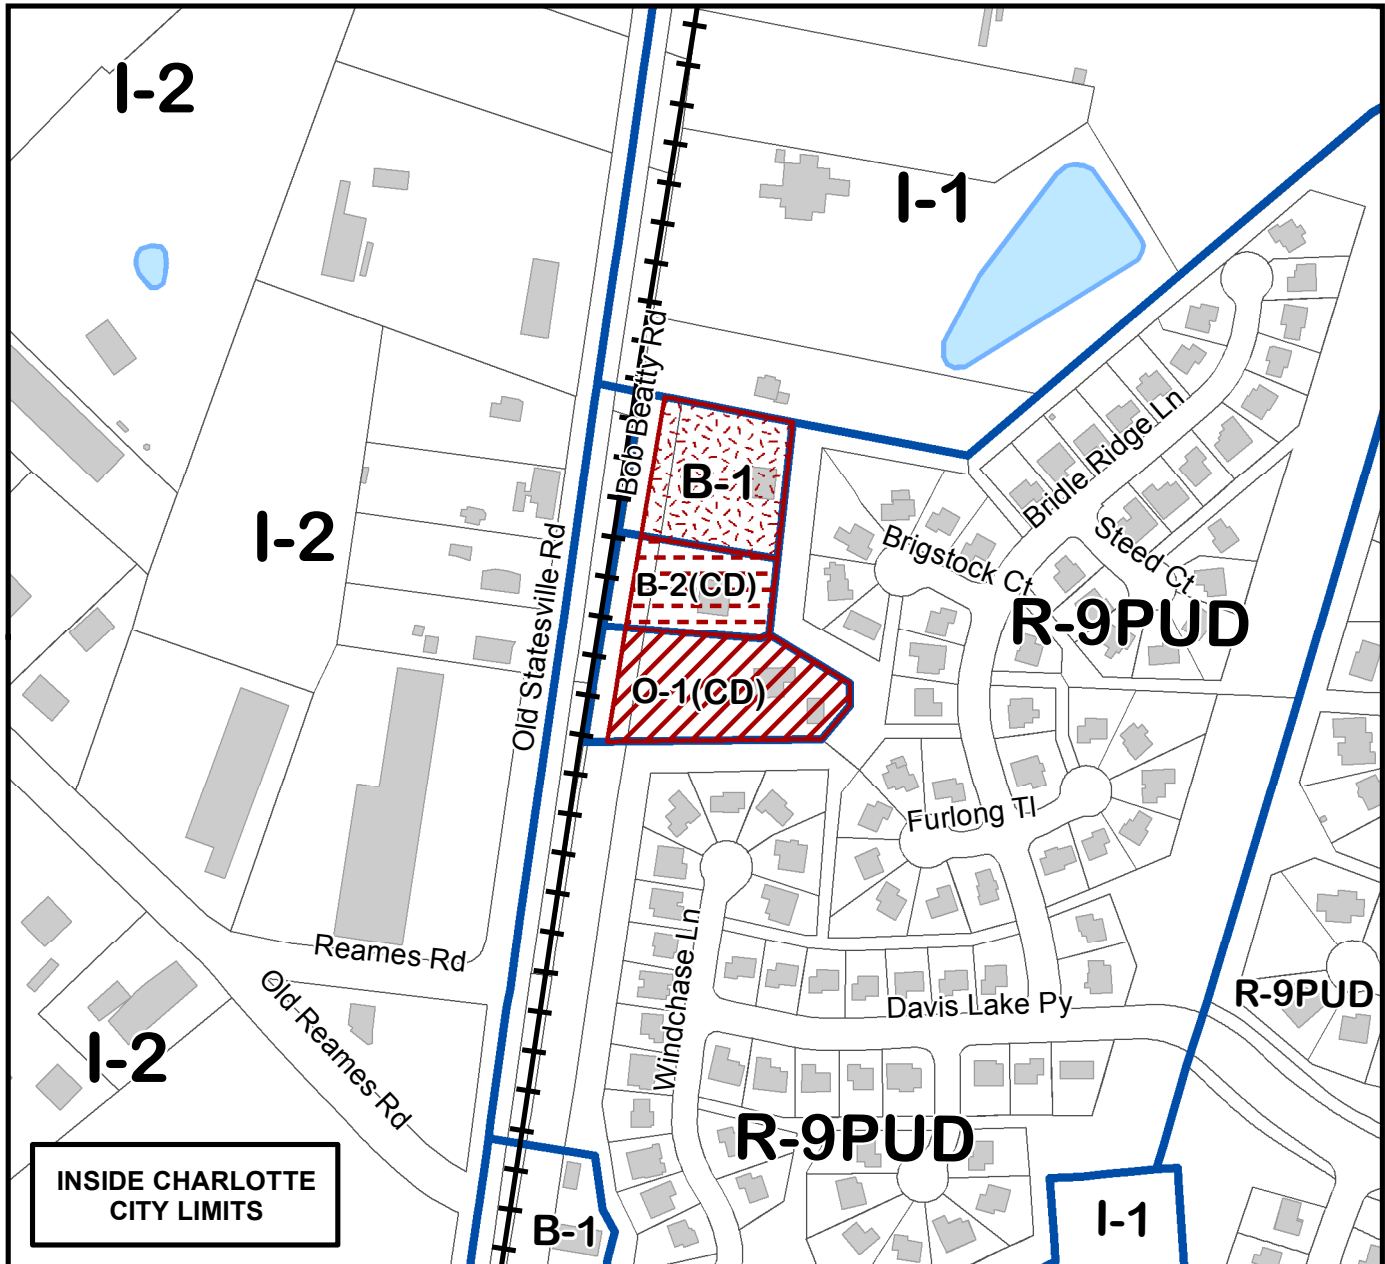 I-2
I-1
Bob Beatty Rd
B-1
Bridle Ridge Ln
I-2
Old Statesville Rd
Brigstock Ct
Steed Ct
B-2(CD)
R-9PUD
O-1(CD)
Furlong Tl
Reames Rd
Windchase Ln
Davis Lake Py
R-9PUD
Old Reames Rd
I-2
R-9PUD
INSIDE CHARLOTTE
CITY LIMITS
B-1
I-1